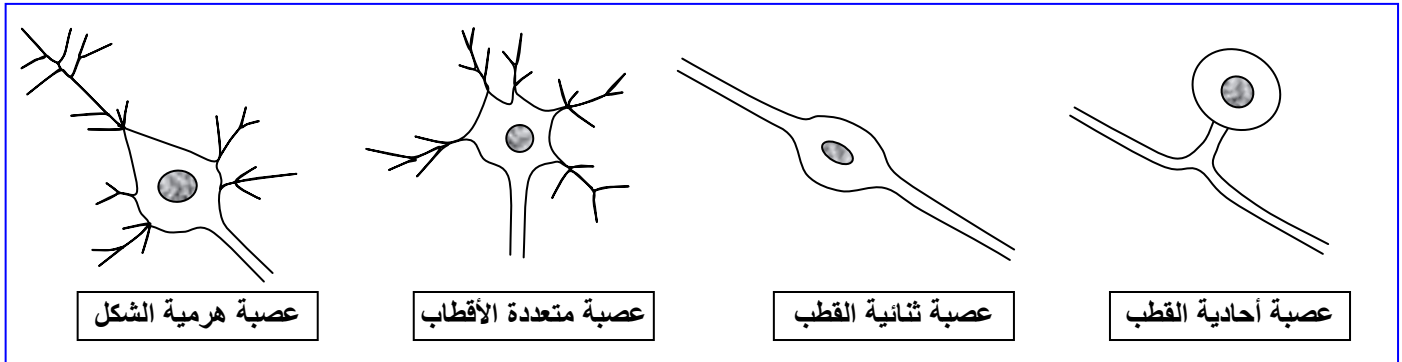 عصبة أحادية القطب
عصبة ثنائية القطب
عصبة متعددة الأقطاب
عصبة هرمية الشكل